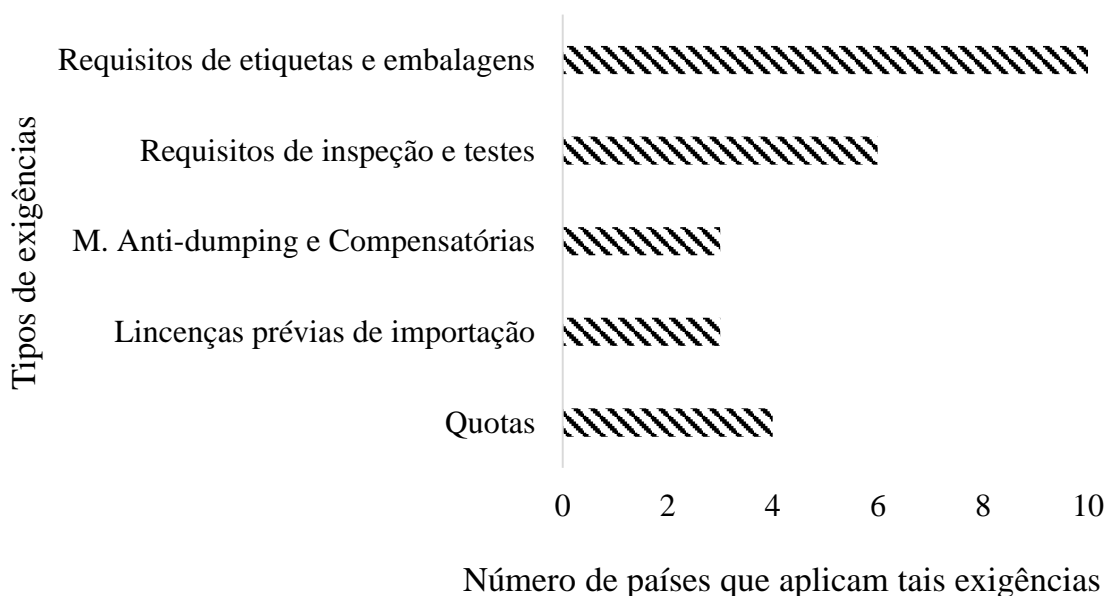 Tipos de exigências
Requisitos de etiquetas e embalagens
Requisitos de inspeção e testes
M. Anti-dumping e Compensatórias
Lincenças prévias de importação
Quotas
0 2 4 6 8 10
Número de países que aplicam tais exigências